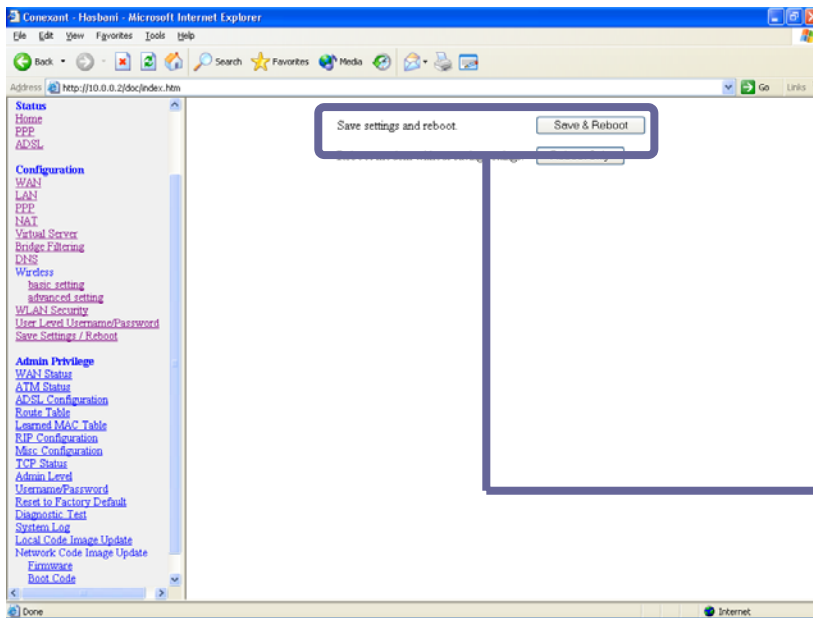 Conexant - Hasbani - Microsoft Internet Explorer
File Edit View Favorites Tools Help
Back Search Favorites Media
Address http://10.0.0.2/doc/index.htm Go Links
Status
Home
PPP
ADSL
Configuration
WAN
LAN
PPP
NAT
Virtual Server
Bridge Filtering
DNS
Wireless
basic setting
advanced setting
WLAN Security
User Level Username/Password
Save Settings / Reboot
Admin Privilege
WAN Status
ATM Status
ADSL Configuration
Route Table
Learned MAC Table
RIP Configuration
Misc Configuration
TCP Status
Admin Level
Username/Password
Reset to Factory Default
Diagnostic Test
System Log
Local Code Image Update
Network Code Image Update
Firmware
Boot Code
Save settings and reboot. Save & Reboot
Done Internet